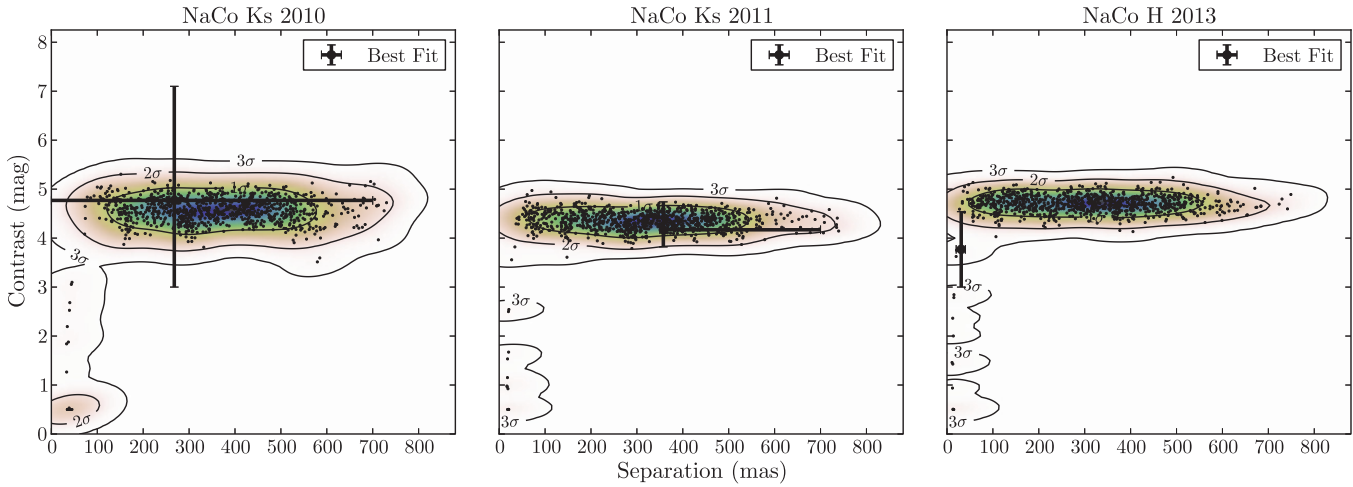 NaCo Ks 2010
NaCo Ks 2011
NaCo H 2013
Best Fit
Best Fit
Best Fit
Contrast (mag)
8
7
6
5
4
3
2
1
0
3σ
2σ
1σ
3σ
2σ
3σ
2σ
3σ
3σ
3σ
2σ
3σ
3σ
3σ
0 100 200 300 400 500 600 700 800
0 100 200 300 400 500 600 700 800
0 100 200 300 400 500 600 700 800
Separation (mas)